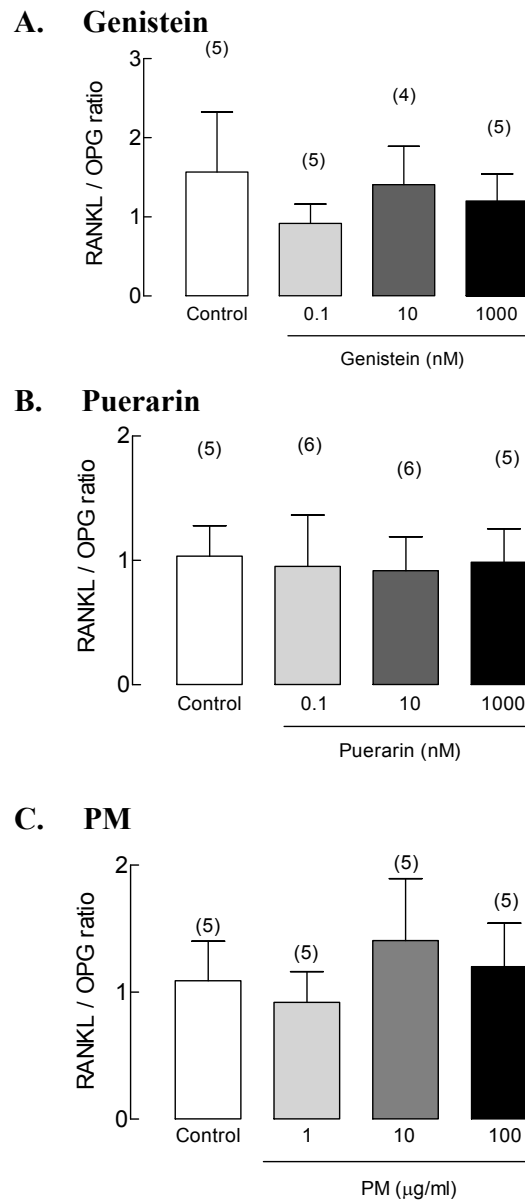 A. Genistein
(5)
(5)
(4)
(5)
3
2
1
0
RANKL / OPG ratio
Control
0.1
10
1000
Genistein (nM)
B. Puerarin
(5)
(6)
(6)
(5)
2
1
0
RANKL / OPG ratio
Control
0.1
10
1000
Puerarin (nM)
C. PM
(5)
(5)
(5)
(5)
2
1
0
RANKL / OPG ratio
Control
1
10
100
PM (μg/ml)